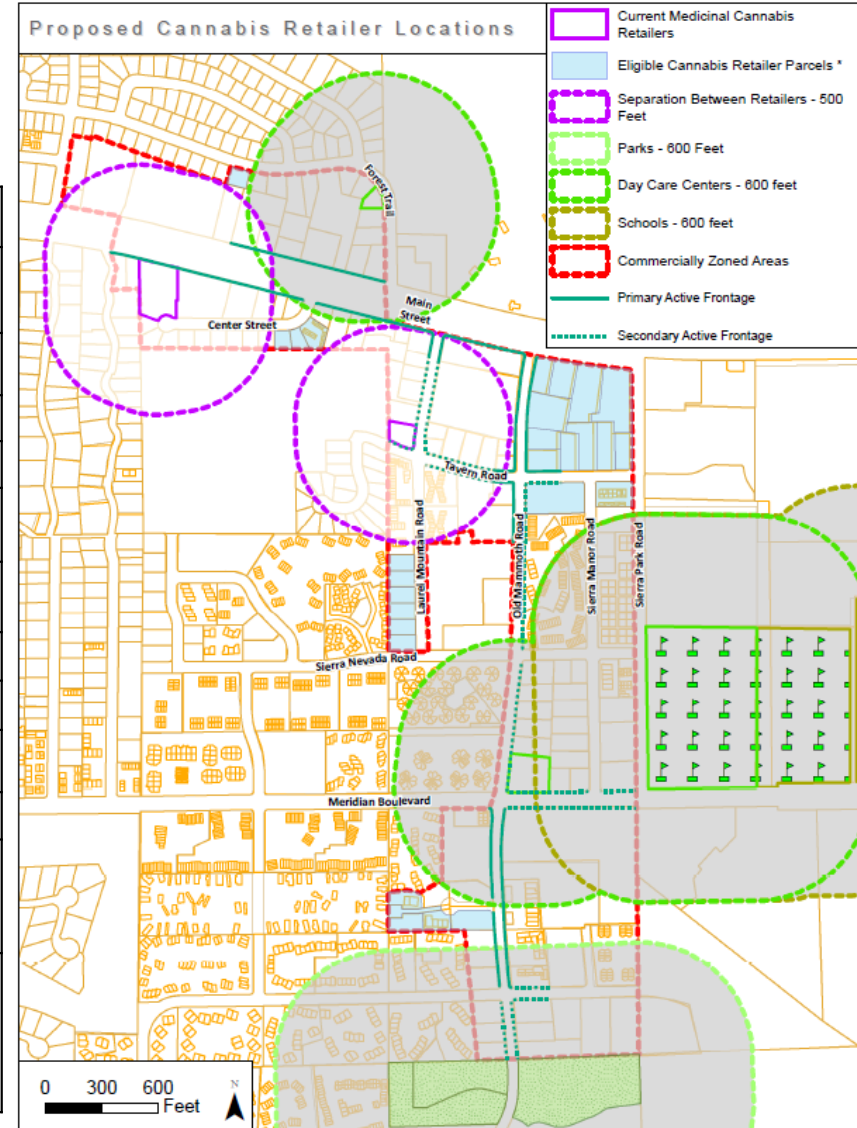 Proposed Cannabis Retailer Locations
Current Medicinal Cannabis
Retailers
Eligible Cannabis Retailer Parcels *
Separation Between Retailers - 500
Feet
Parks - 600 Feet
Day Care Centers - 600 feet
Schools - 600 feet
Commercially Zoned Areas
Primary Active Frontage
Secondary Active Frontage
Forest Trail
Main
Street
Center Street
Tavern Road
Laurel Mountain Road
Old Mammoth Road
Sierra Manor Road
Sierra Park Road
Sierra Nevada Road
Meridian Boulevard
0 300 600
Feet
N